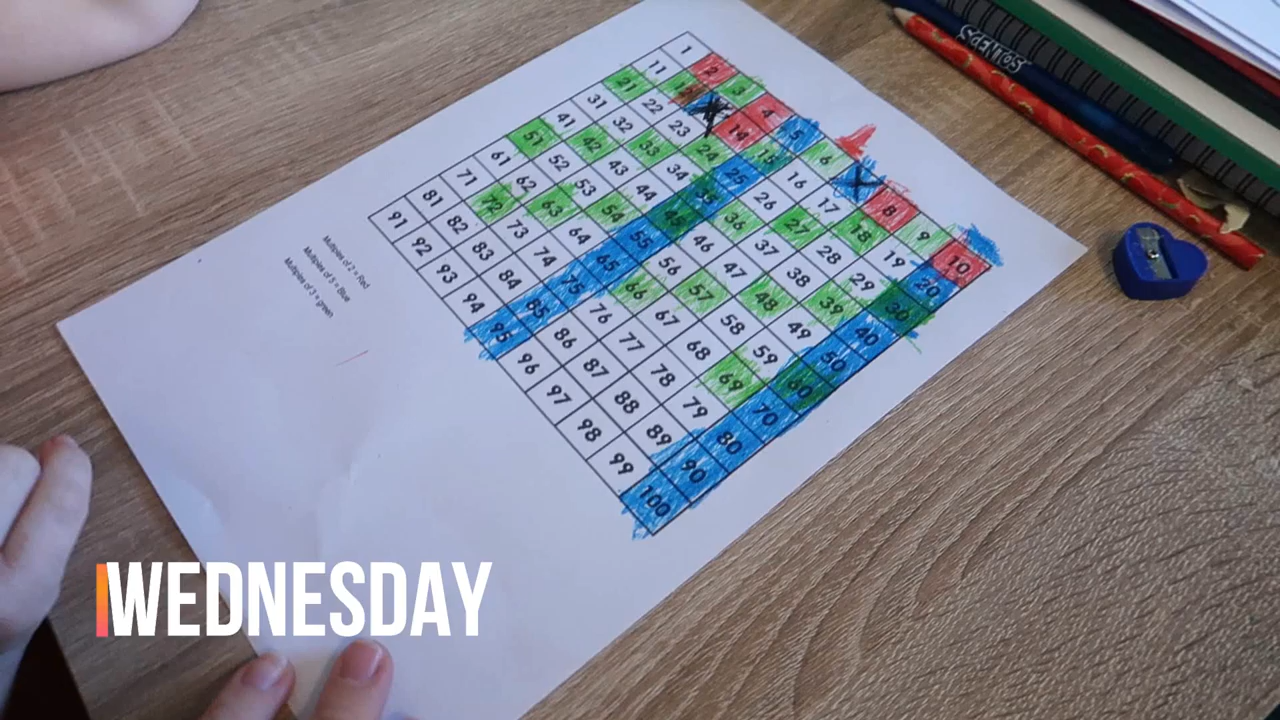 1 2 3 4 5 6 8 9 10
11 14 15 16 17 18 19 20
21 22 23 24 25 26 27 28 29 30
31 32 33 34 35 36 37 38 39 40
41 42 43 44 45 46 47 48 49 50
51 52 53 54 55 56 57 58 59 60
61 62 63 64 65 66 67 68 69 70
71 72 73 74 75 76 77 78 79 80
81 82 83 84 85 86 87 88 89 90
91 92 93 94 95 96 97 98 99 100
Multiples of 2 = Red
Multiples of 5 = Blue
Multiples of 3 = green
SCENTOS
WEDNESDAY